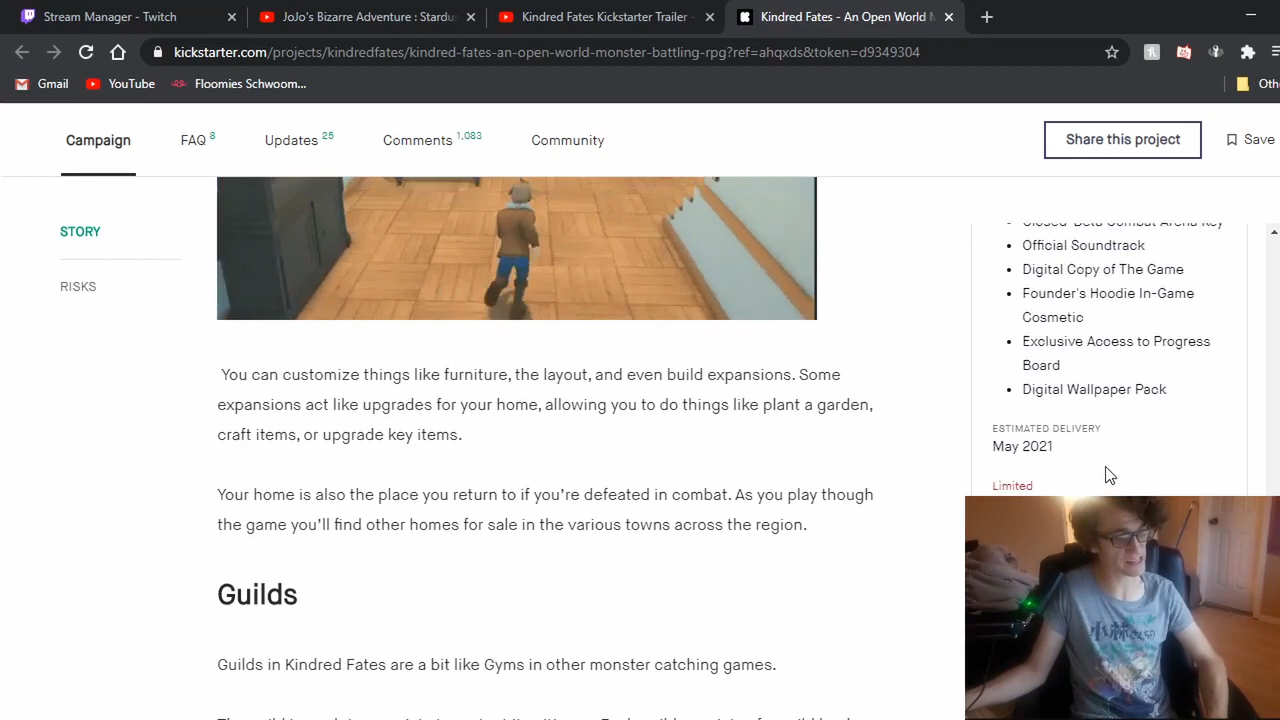 Stream Manager - Twitch
JoJo's Bizarre Adventure : Stardus
Kindred Fates Kickstarter Trailer -
Kindred Fates - An Open World M
kickstarter.com/projects/kindredfates/kindred-fates-an-open-world-monster-battling-rpg?ref=ahqxds&token=d9349304
Gmail
YouTube
Floomies Schwoom...
Oth
Campaign
FAQ 8
Updates 25
Comments 1,083
Community
Share this project
Save
STORY
RISKS
Closed-Beta Combat Arena Key
Official Soundtrack
Digital Copy of The Game
Founder's Hoodie In-Game
Cosmetic
Exclusive Access to Progress
Board
Digital Wallpaper Pack
ESTIMATED DELIVERY
May 2021
Limited
You can customize things like furniture, the layout, and even build expansions. Some
expansions act like upgrades for your home, allowing you to do things like plant a garden,
craft items, or upgrade key items.
Your home is also the place you return to if you're defeated in combat. As you play though
the game you'll find other homes for sale in the various towns across the region.
Guilds
Guilds in Kindred Fates are a bit like Gyms in other monster catching games.